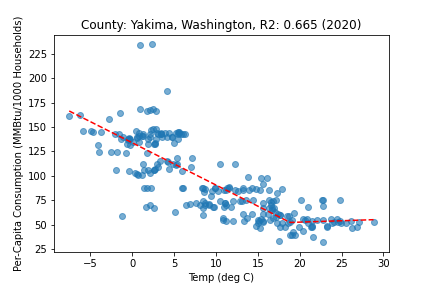 County: Yakima, Washington, R2: 0.665 (2020)
Per-Capita Consumption (MMBtu/1000 Households)
225
200
175
150
125
100
75
50
25
−5 0 5 10 15 20 25 30
Temp (deg C)